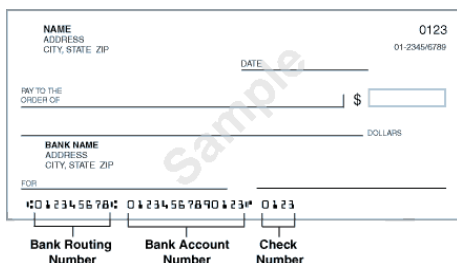 NAME
ADDRESS
CITY, STATE ZIP
0123
01-2345/6789
DATE
PAY TO THE
ORDER OF
$
DOLLARS
Sample
BANK NAME
ADDRESS
CITY, STATE ZIP
FOR
⑆012345678⑆ 01234567890123⑈ 0123
Bank Routing Number
Bank Account Number
Check Number